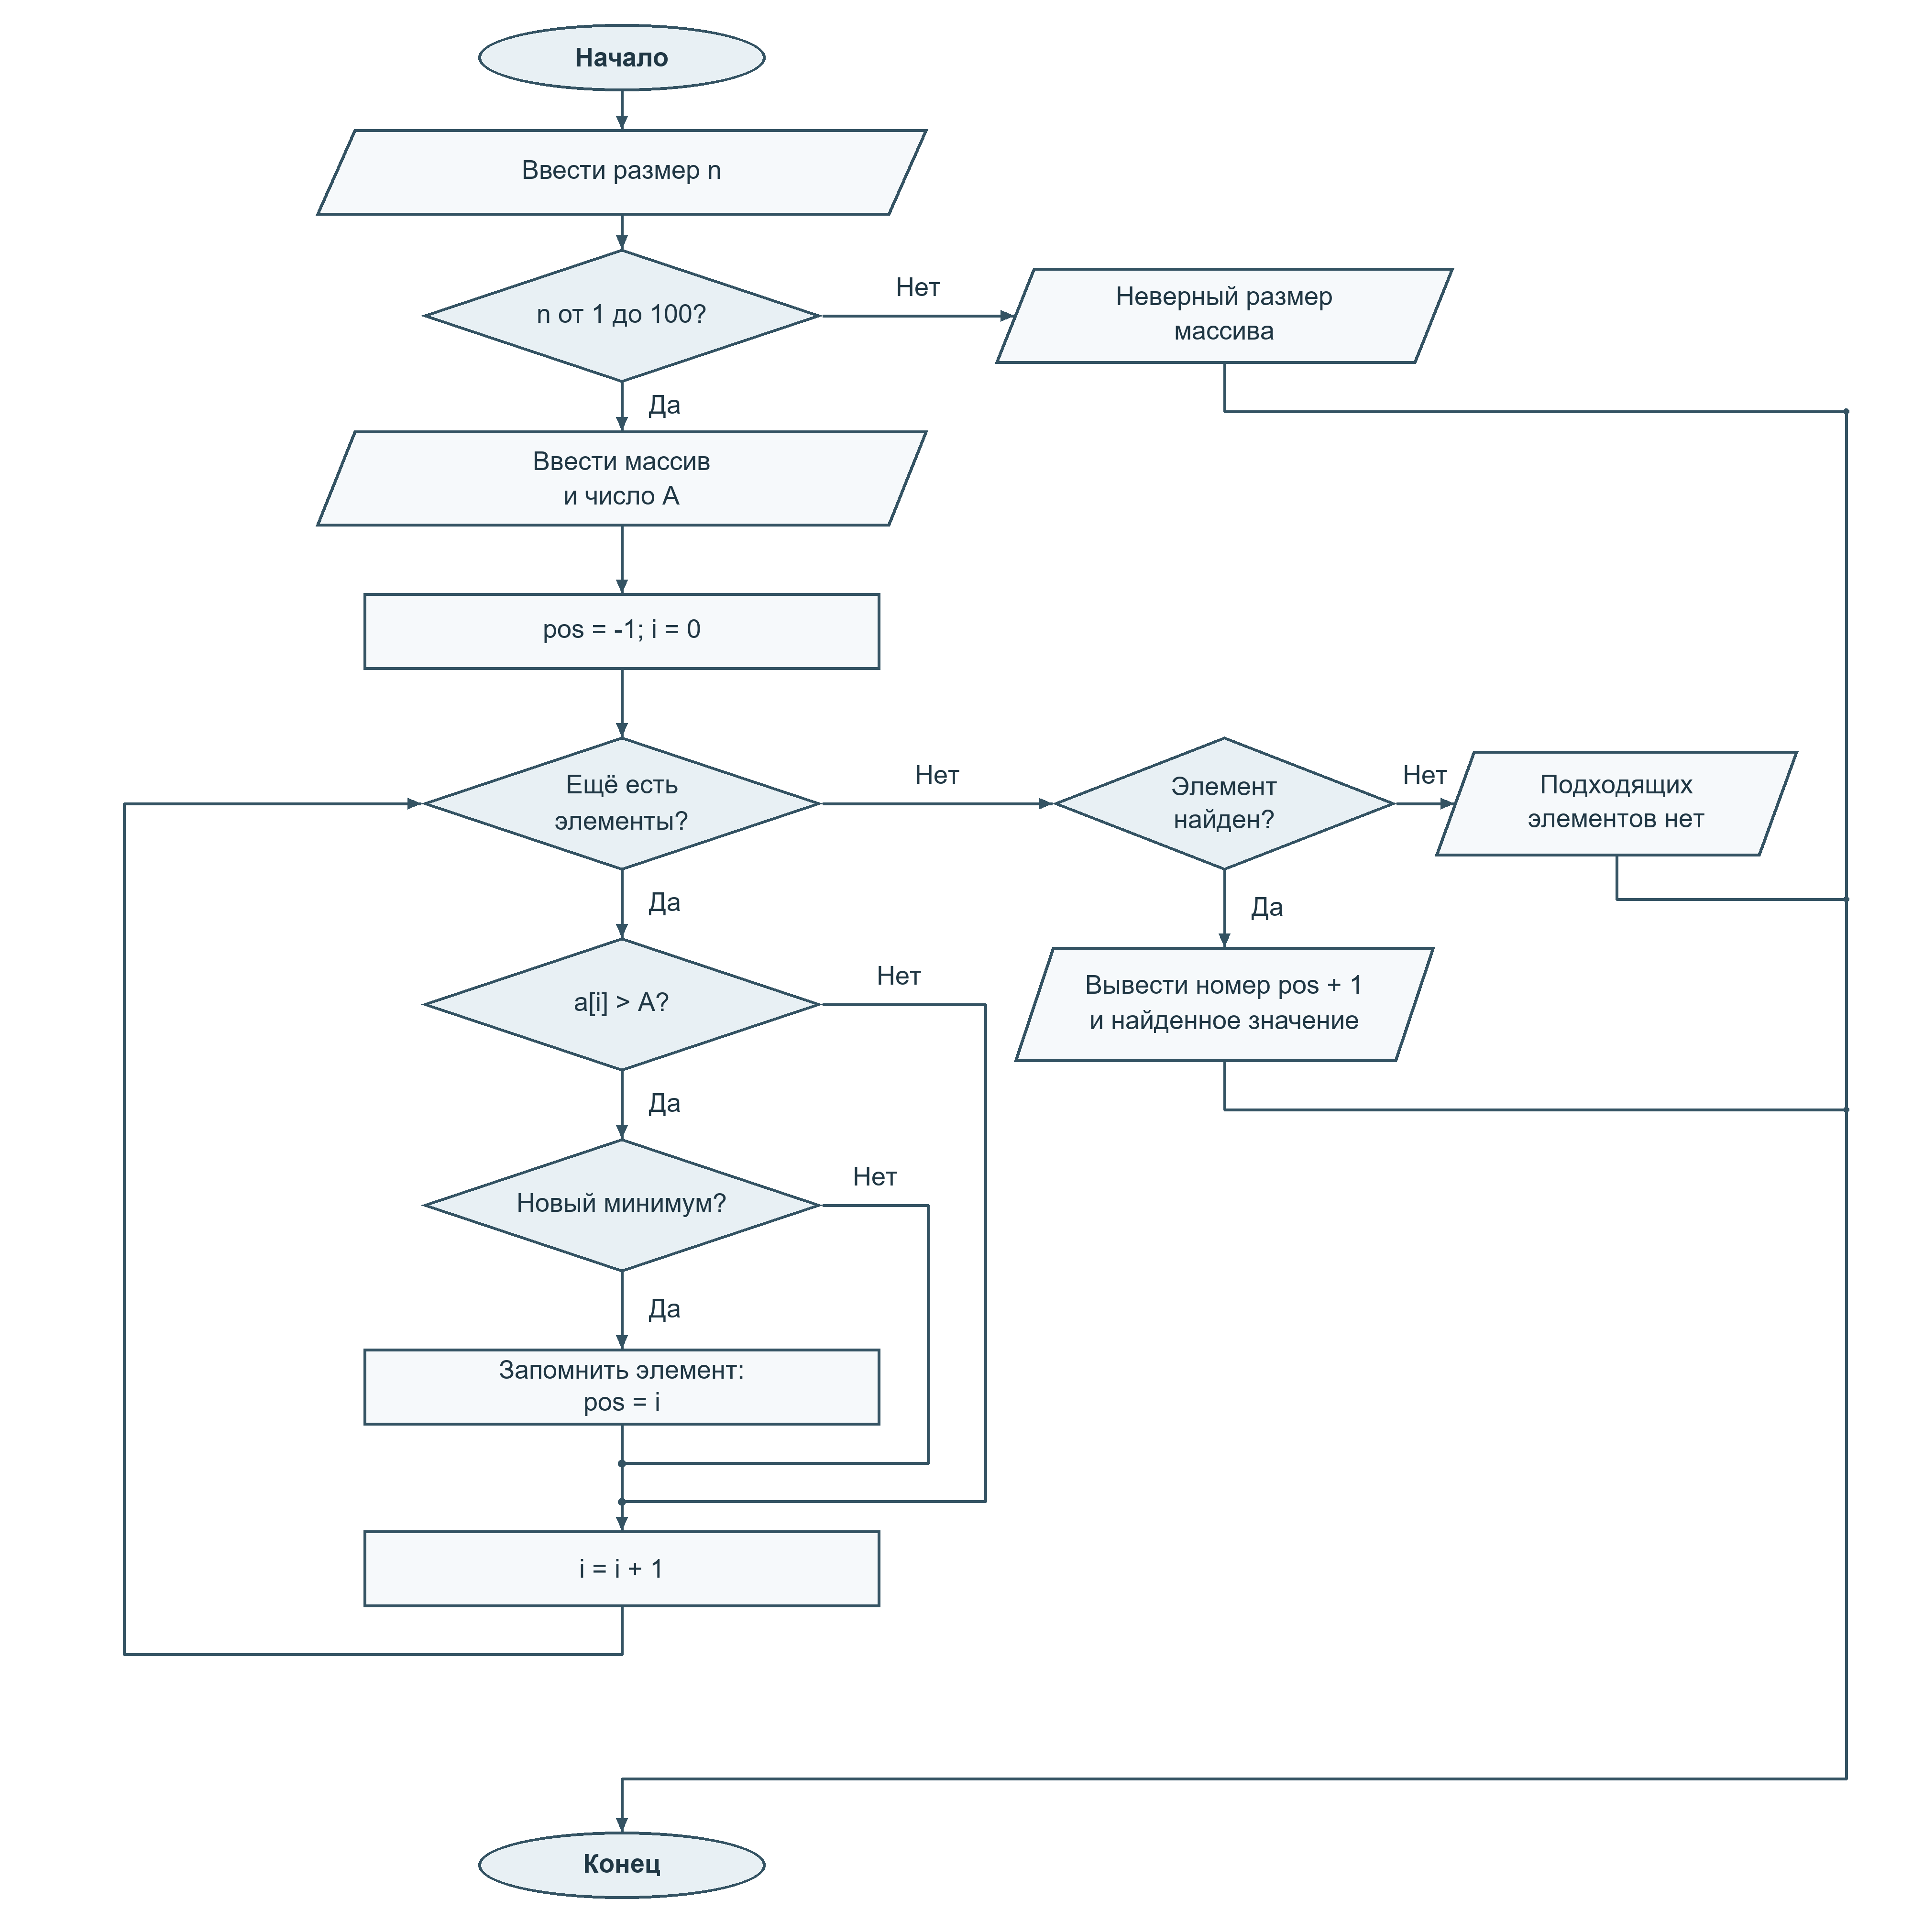 Начало
Ввести размер n
n от 1 до 100?
Нет
Неверный размер
массива
Да
Ввести массив
и число A
pos = -1; i = 0
Ещё есть
элементы?
Нет
Элемент
найден?
Нет
Подходящих
элементов нет
Да
Да
Вывести номер pos + 1
и найденное значение
a[i] > A?
Нет
Да
Новый минимум?
Нет
Да
Запомнить элемент:
pos = i
i = i + 1
Конец